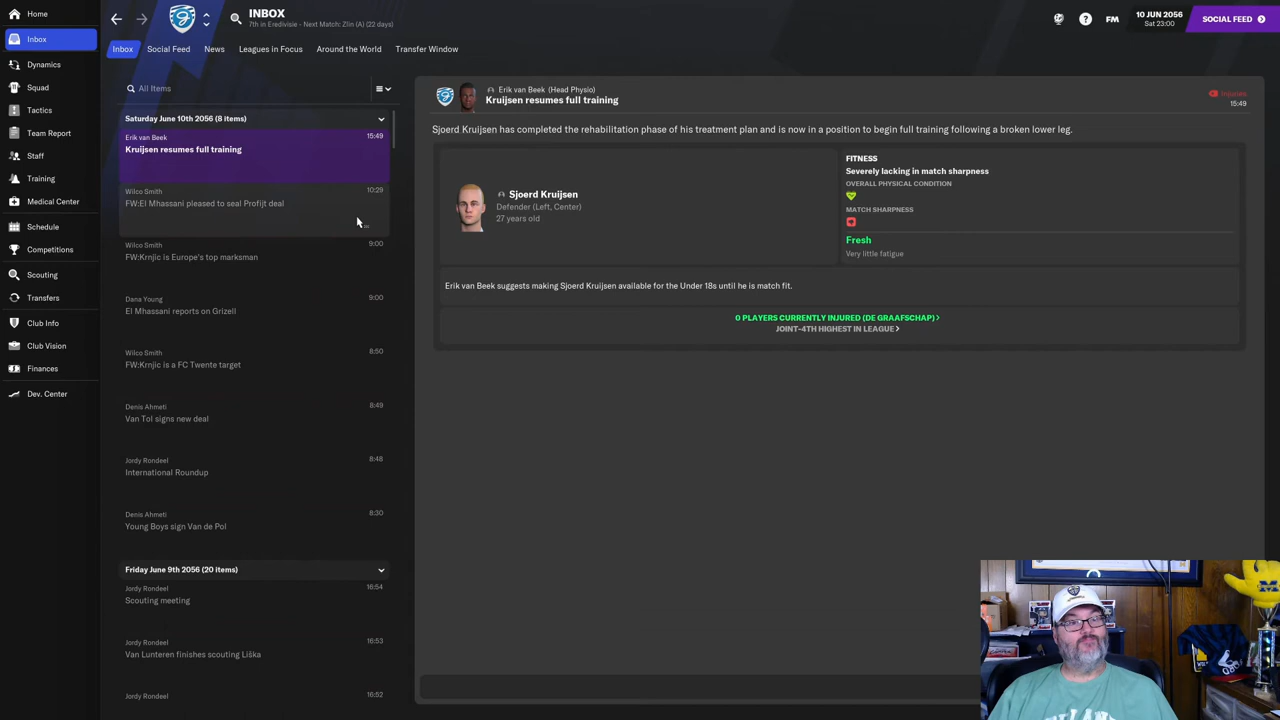 Home
Inbox
Dynamics
Squad
Tactics
Team Report
Staff
Training
Medical Center
Schedule
Competitions
Scouting
Transfers
Club Info
Club Vision
Finances
Dev. Center
INBOX
7th in Eredivisie - Next Match: Zlín (A) (22 days)
FM
10 JUN 2056
Sat 23:00
SOCIAL FEED
Inbox
Social Feed
News
Leagues in Focus
Around the World
Transfer Window
All Items
Saturday June 10th 2056 (8 items)
Erik van Beek
15:49
Kruijsen resumes full training
Wilco Smith
10:29
FW:El Mhassani pleased to seal Profijt deal
Wilco Smith
9:00
FW:Krnjic is Europe's top marksman
Dana Young
9:00
El Mhassani reports on Grizell
Wilco Smith
8:50
FW:Krnjic is a FC Twente target
Denis Ahmeti
8:49
Van Tol signs new deal
Jordy Rondeel
8:48
International Roundup
Denis Ahmeti
8:30
Young Boys sign Van de Pol
Friday June 9th 2056 (20 items)
Jordy Rondeel
16:54
Scouting meeting
Jordy Rondeel
16:53
Van Lunteren finishes scouting Liška
Jordy Rondeel
16:52
Erik van Beek (Head Physio)
Kruijsen resumes full training
Injuries
15:49
Sjoerd Kruijsen has completed the rehabilitation phase of his treatment plan and is now in a position to begin full training following a broken lower leg.
Sjoerd Kruijsen
Defender (Left, Center)
27 years old
FITNESS
Severely lacking in match sharpness
OVERALL PHYSICAL CONDITION
MATCH SHARPNESS
Fresh
Very little fatigue
Erik van Beek suggests making Sjoerd Kruijsen available for the Under 18s until he is match fit.
0 PLAYERS CURRENTLY INJURED (DE GRAAFSCHAP)
JOINT-4TH HIGHEST IN LEAGUE